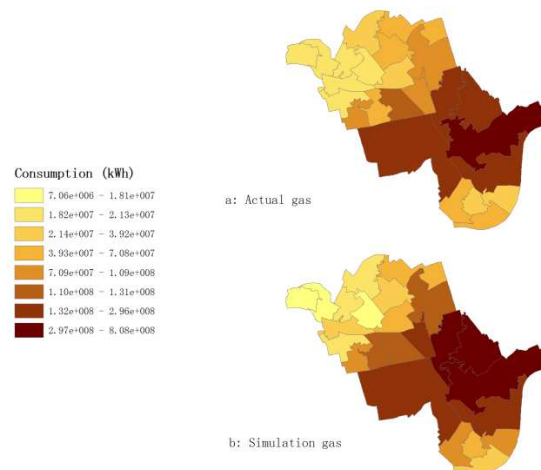 Consumption (kWh)
7.06e+006 - 1.81e+007
1.82e+007 - 2.13e+007
2.14e+007 - 3.92e+007
3.93e+007 - 7.08e+007
7.09e+007 - 1.09e+008
1.10e+008 - 1.31e+008
1.32e+008 - 2.96e+008
2.97e+008 - 8.08e+008
a: Actual gas
b: Simulation gas